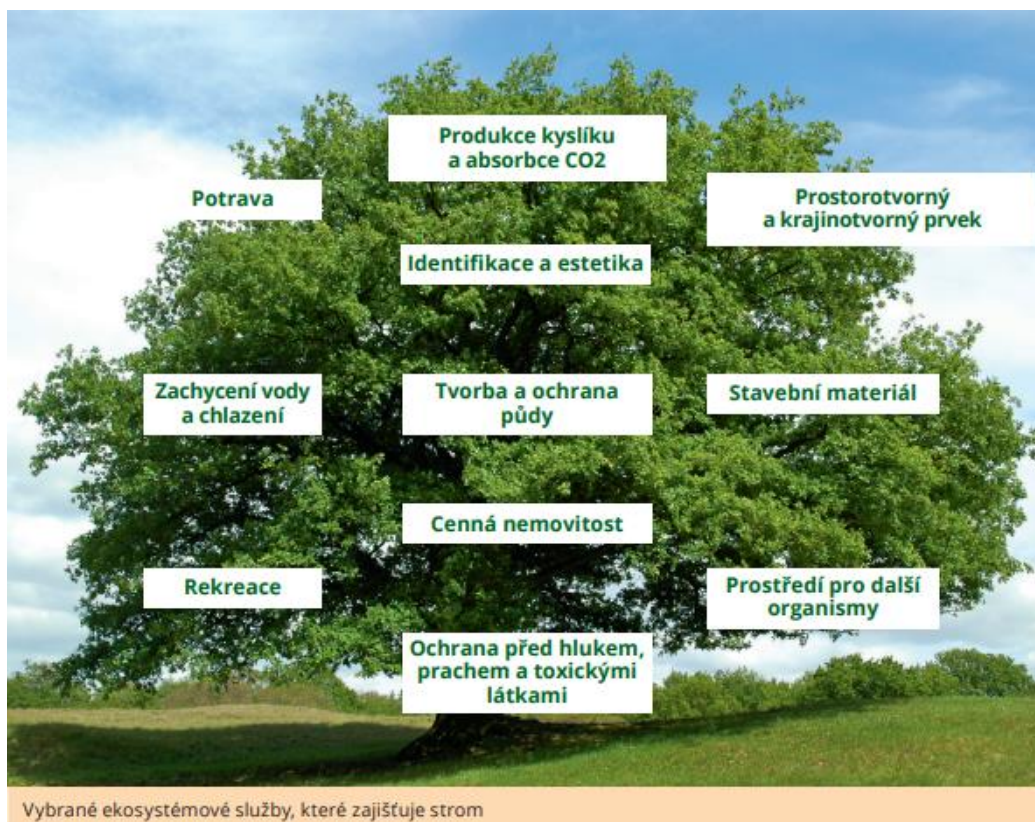 Produkce kyslíku
a absorbce CO2
Potrava
Prostorotvorný
a krajinotvorný prvek
Identifikace a estetika
Zachycení vody
a chlazení
Tvorba a ochrana
půdy
Stavební materiál
Cenná nemovitost
Rekreace
Prostředí pro další
organismy
Ochrana před hlukem,
prachem a toxickými
látkami
Vybrané ekosystémové služby, které zajišťuje strom